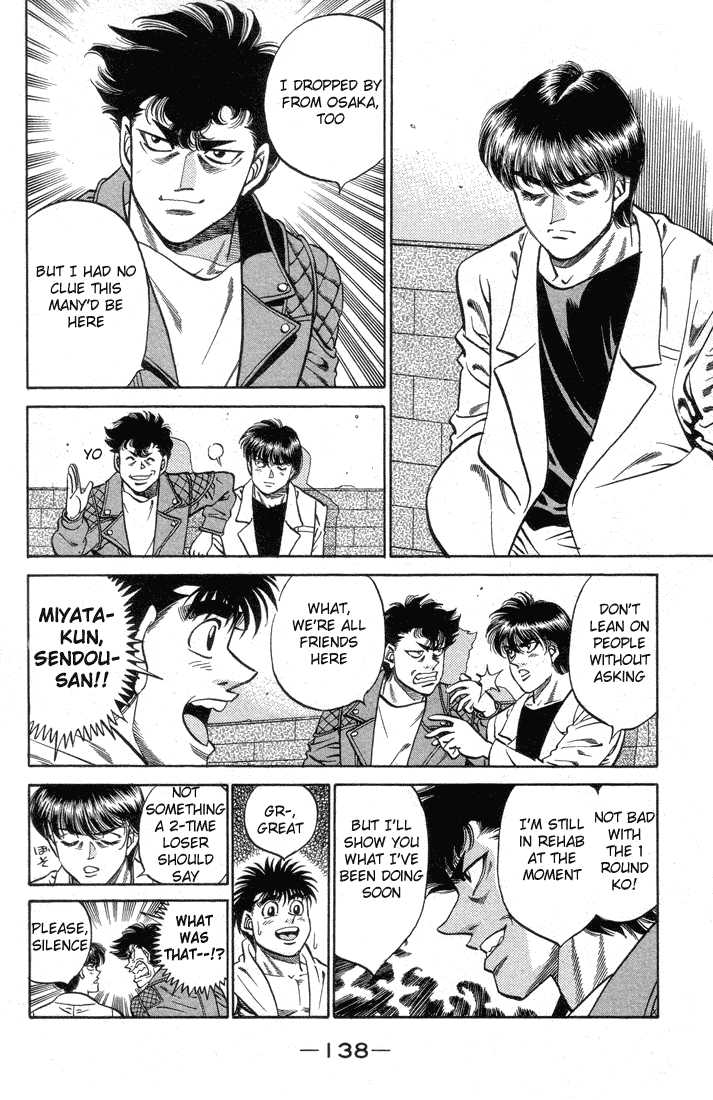 I DROPPED BY
FROM OSAKA,
TOO
BUT I HAD NO
CLUE THIS
MANY'D BE
HERE
YO
DON'T
LEAN ON
PEOPLE
WITHOUT
ASKING
WHAT,
WE'RE ALL
FRIENDS
HERE
MIYATA-
KUN,
SENDOU-
SAN!!
NOT BAD
WITH
THE 1
ROUND
KO!
I'M STILL
IN REHAB
AT THE
MOMENT
BUT I'LL
SHOW YOU
WHAT I'VE
BEEN DOING
SOON
GR-,
GREAT
NOT
SOMETHING
A 2-TIME
LOSER
SHOULD
SAY
ぼそ
WHAT
WAS
THAT--!?
PLEASE,
SILENCE
—138—